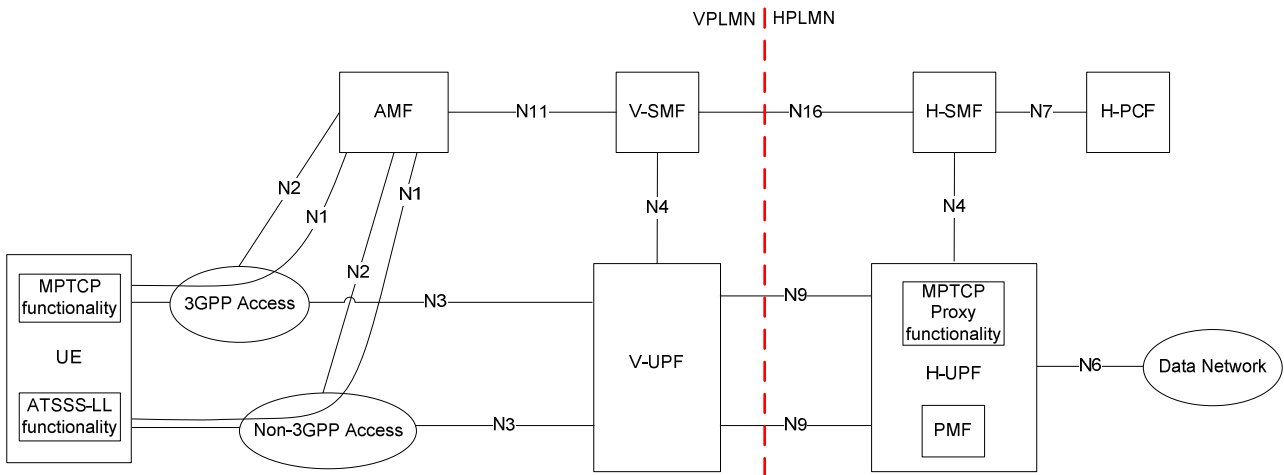 VPLMN HPLMN
AMF
N11
V-SMF
N16
H-SMF
N7
H-PCF
N2
N1
N2
N1
N4
N4
MPTCP
functionality
UE
ATSSS-LL
functionality
3GPP Access
Non-3GPP Access
N3
N3
V-UPF
N9
N9
MPTCP
Proxy
functionality
H-UPF
PMF
N6
Data Network